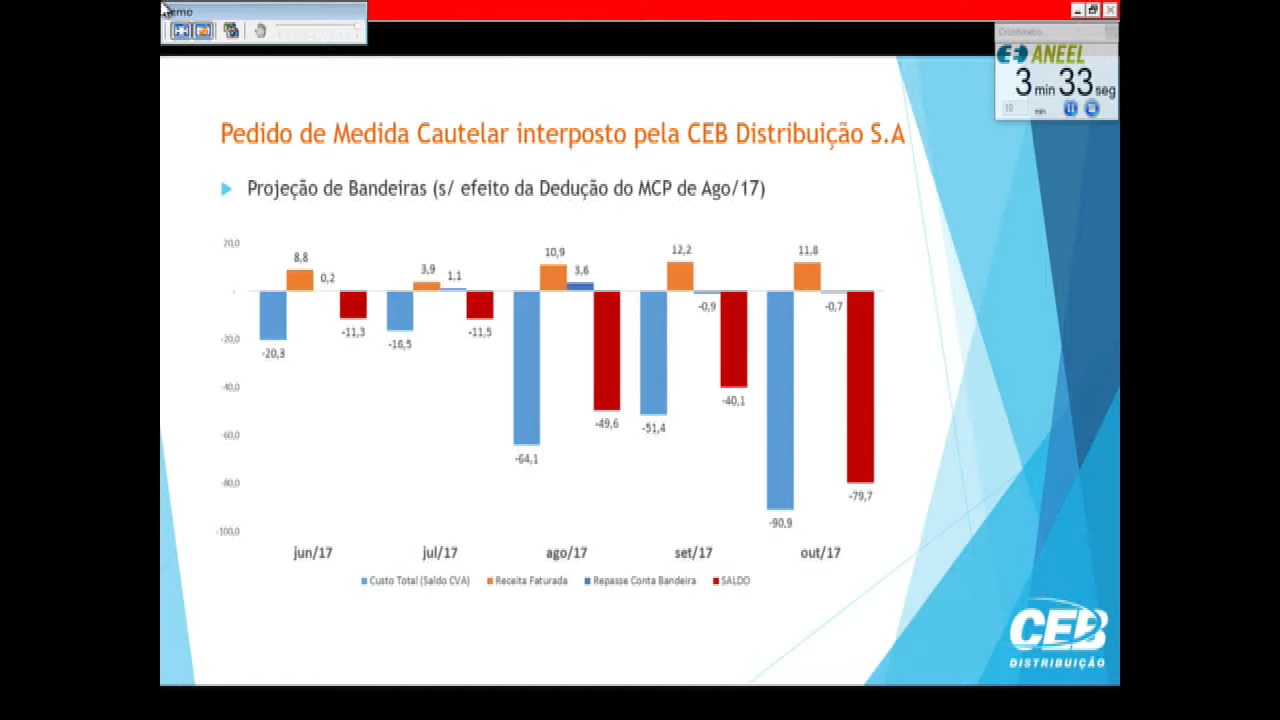 emo
Cronômetro
ANEEL
3 min 33 seg
10 min
Pedido de Medida Cautelar interposto pela CEB Distribuição S.A
Projeção de Bandeiras (s/ efeito da Dedução do MCP de Ago/17)
20,0
-
-20,0
-40,0
-60,0
-80,0
-100,0
8,8
0,2
-20,3
-11,3
3,9
1,1
-16,5
-11,5
10,9
3,6
-64,1
-49,6
12,2
-0,9
-51,4
-40,1
11,8
-0,7
-90,9
-79,7
jun/17 jul/17 ago/17 set/17 out/17
Custo Total (Saldo CVA) Receita Faturada Repasse Conta Bandeira SALDO
CEB
DISTRIBUIÇÃO